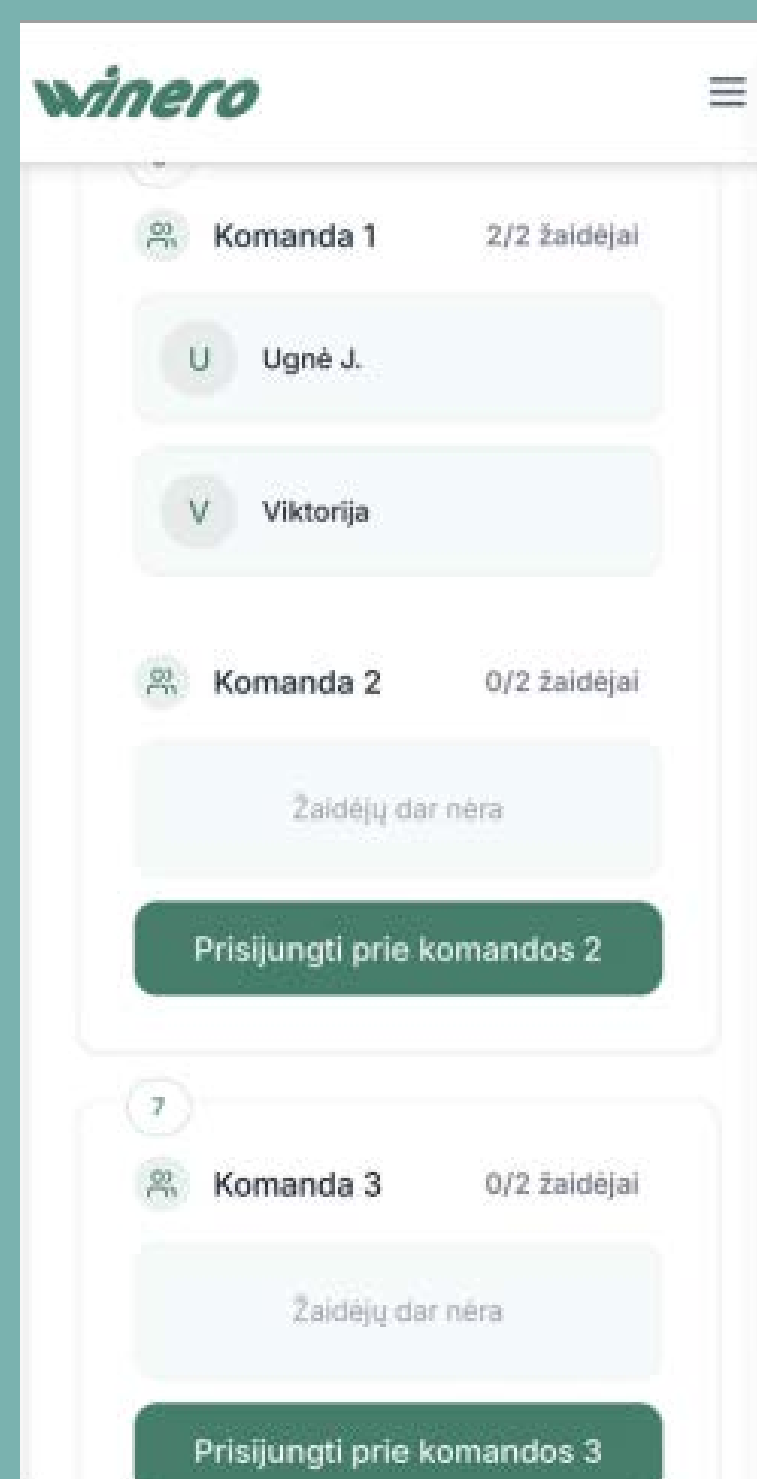 winero
Komanda 1 2/2 žaidėjai
U Ugnė J.
V Viktorija
Komanda 2 0/2 žaidėjai
Žaidėjų dar nėra
Prisijungti prie komandos 2
7
Komanda 3 0/2 žaidėjai
Žaidėjų dar nėra
Prisijungti prie komandos 3